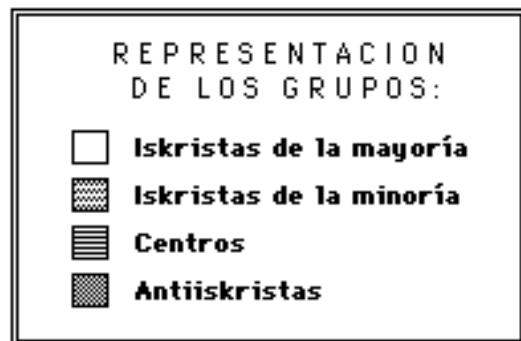 REPRESENTACION
DE LOS GRUPOS:
Iskristas de la mayoría
Iskristas de la minoría
Centros
Antiiskristas